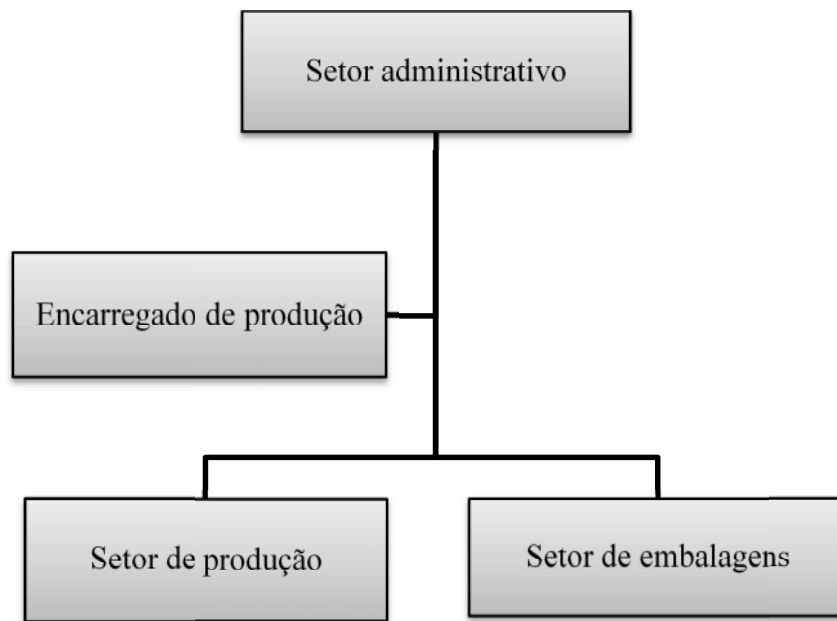 Setor administrativo
Encarregado de produção
Setor de produção
Setor de embalagens